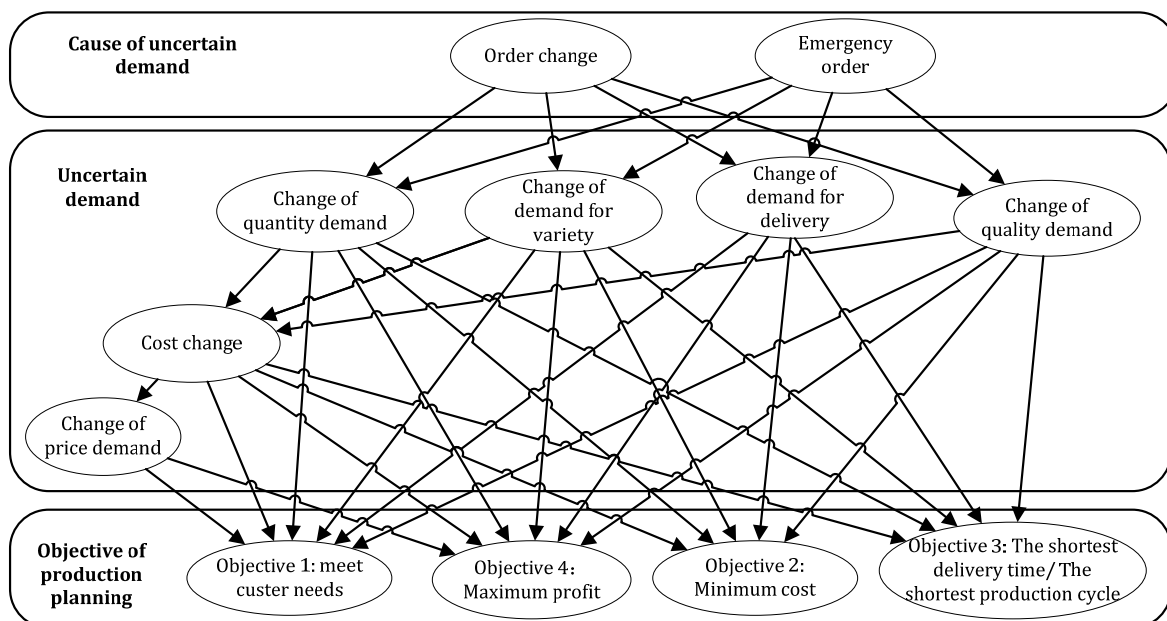 Cause of uncertain
demand
Order change
Emergency
order
Uncertain
demand
Change of
quantity demand
Change of
demand for
variety
Change of
demand for
delivery
Change of
quality demand
Cost change
Change of
price demand
Objective of
production
planning
Objective 1: meet
custer needs
Objective 4:
Maximum profit
Objective 2:
Minimum cost
Objective 3: The shortest
delivery time/ The
shortest production cycle